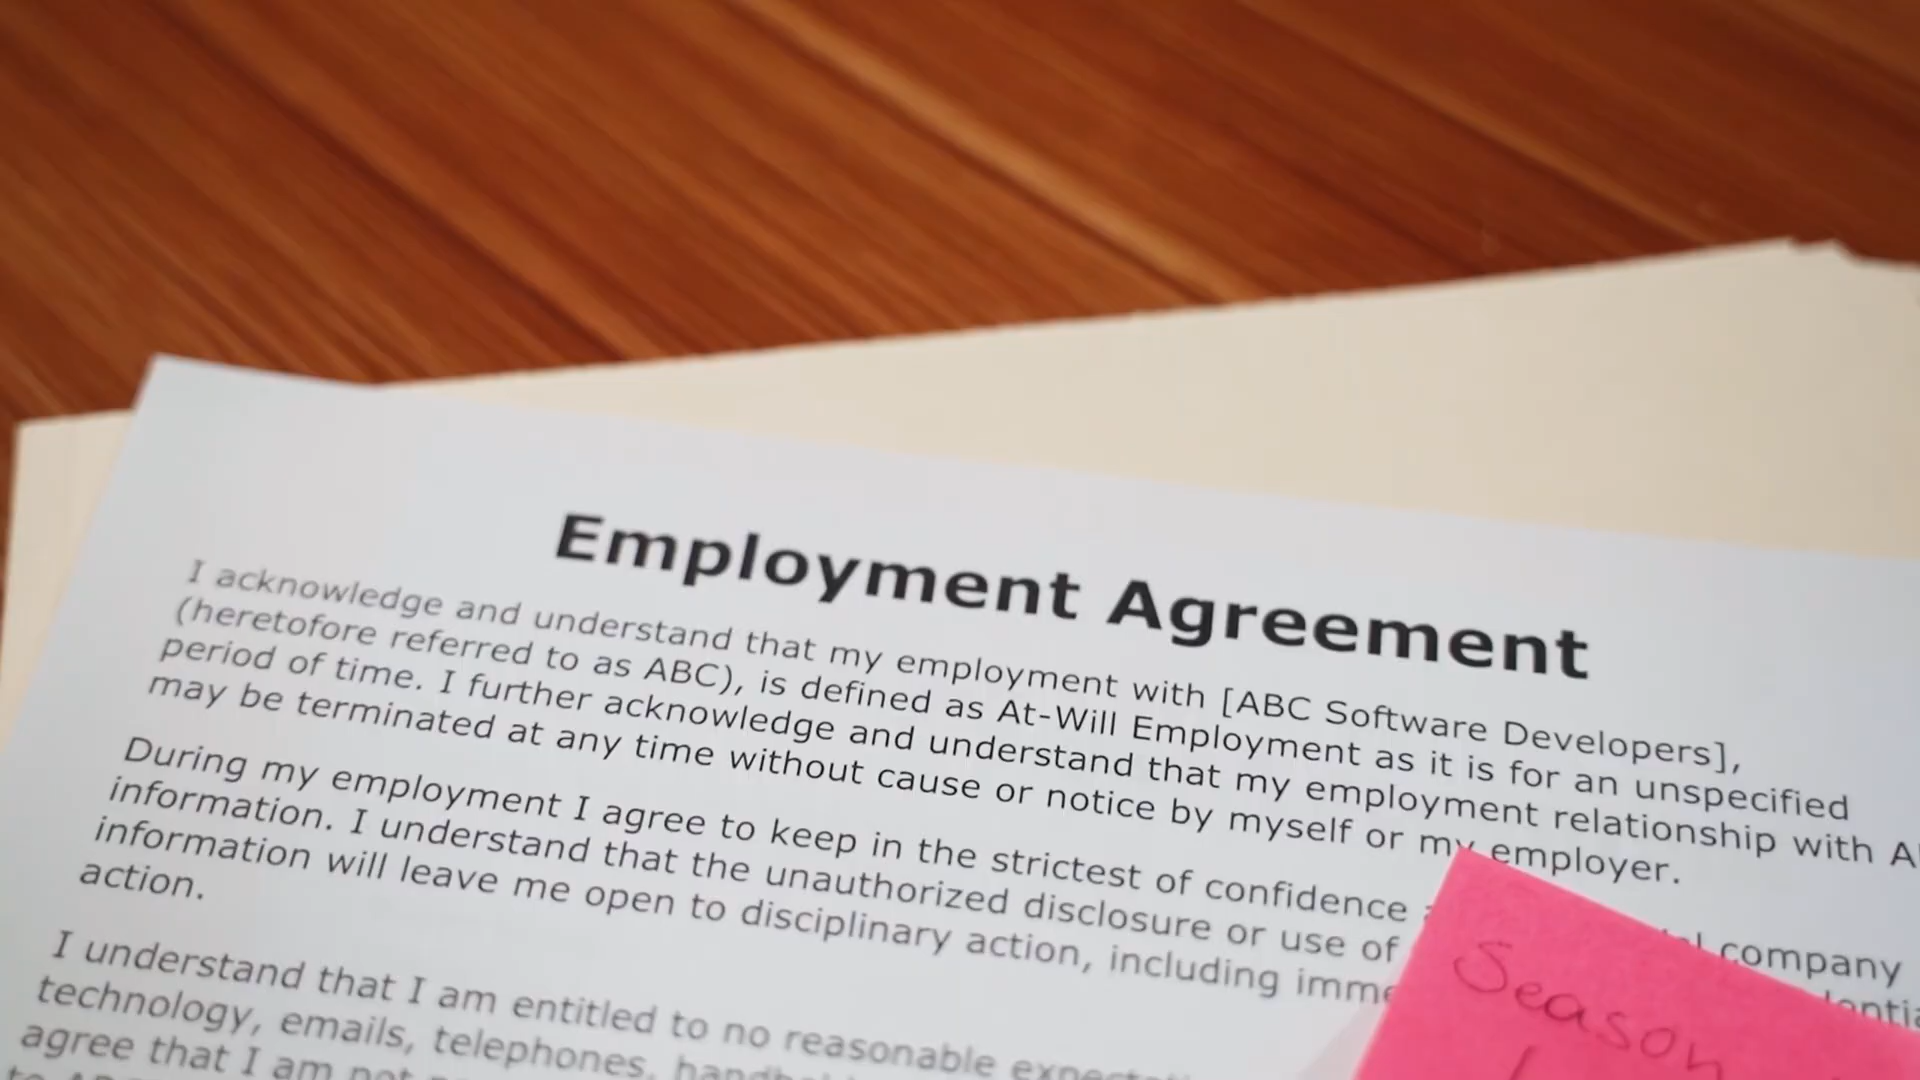 Employment Agreement
I acknowledge and understand that my employment with [ABC Software Developers],
(heretofore referred to as ABC), is defined as At-Will Employment as it is for an unspecified
period of time. I further acknowledge and understand that my employment relationship with
may be terminated at any time without cause or notice by myself or my employer.
During my employment I agree to keep in the strictest of confidence company
information. I understand that the unauthorized disclosure or use of
information will leave me open to disciplinary action, including
action.
I understand that I am entitled to no reasonable
technology, emails, telephones,
agree that I am not
Season